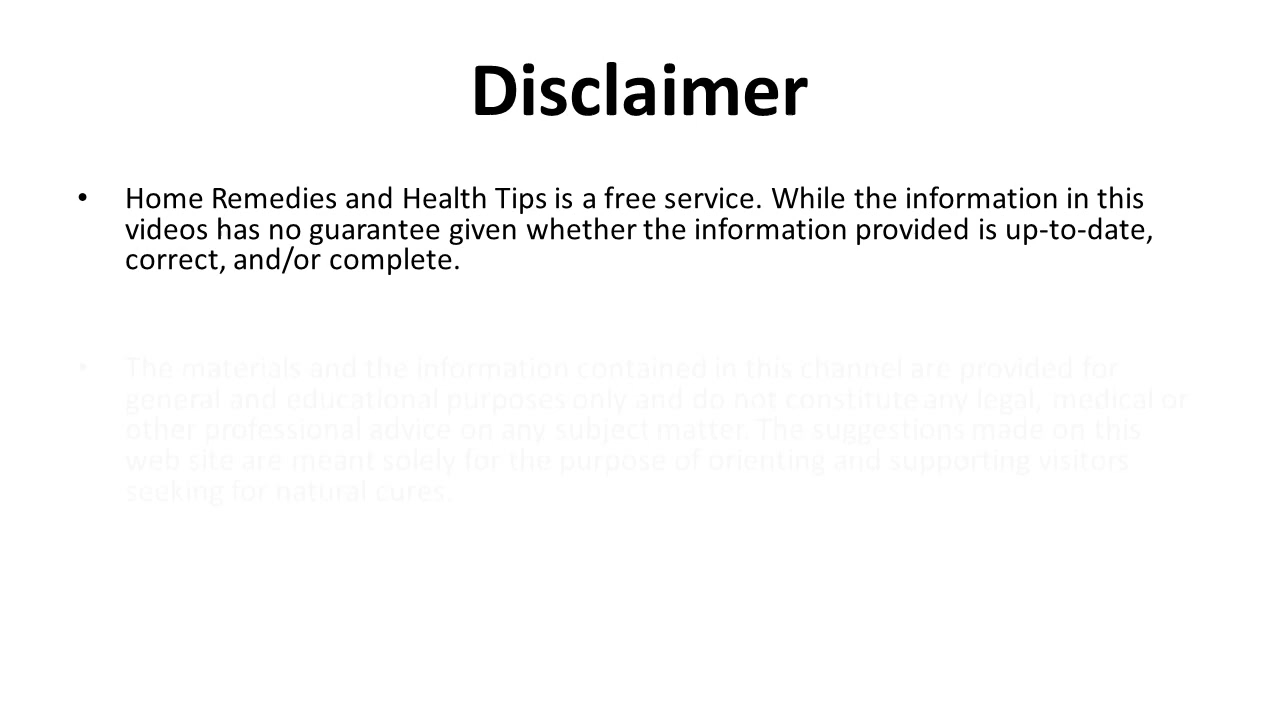 Disclaimer
• Home Remedies and Health Tips is a free service. While the information in this
videos has no guarantee given whether the information provided is up-to-date,
correct, and/or complete.
• The materials and the information contained in this channel are provided for
general and educational purposes only and do not constitute any legal, medical or
other professional advice on any subject matter. The suggestions made on this
web site are meant solely for the purpose of orienting and supporting visitors
seeking for natural cures.